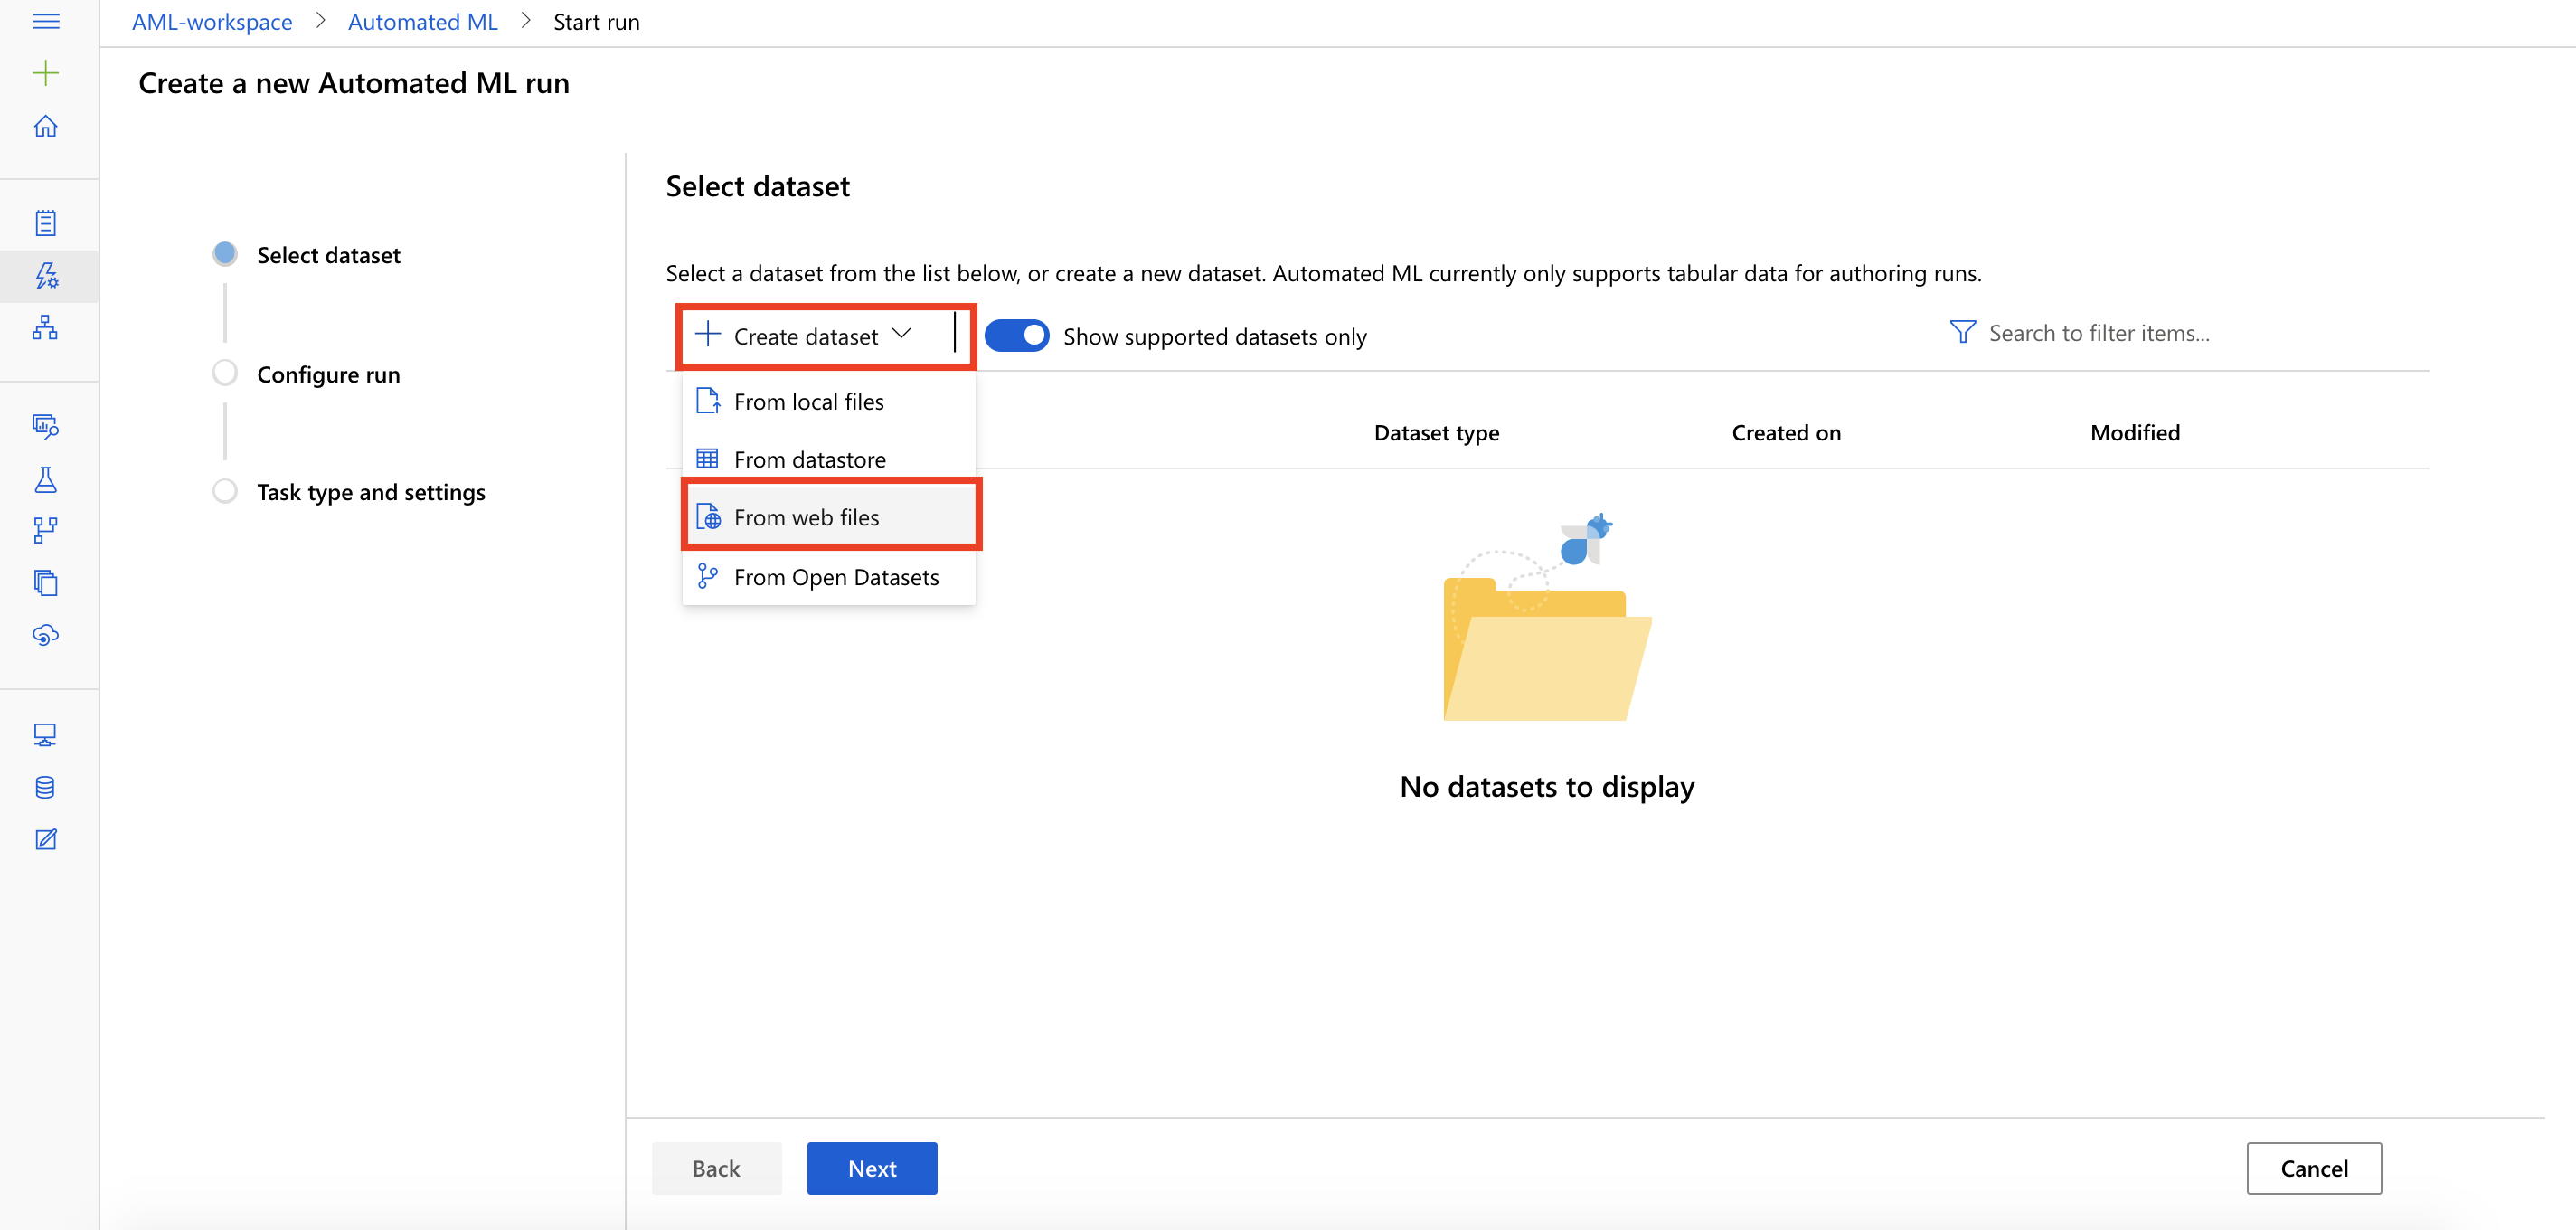 AML-workspace > Automated ML > Start run
Create a new Automated ML run
Select dataset
Configure run
Task type and settings
Select dataset
Select a dataset from the list below, or create a new dataset. Automated ML currently only supports tabular data for authoring runs.
Create dataset
Show supported datasets only
Search to filter items...
From local files
From datastore
From web files
From Open Datasets
Dataset type
Created on
Modified
No datasets to display
Back
Next
Cancel